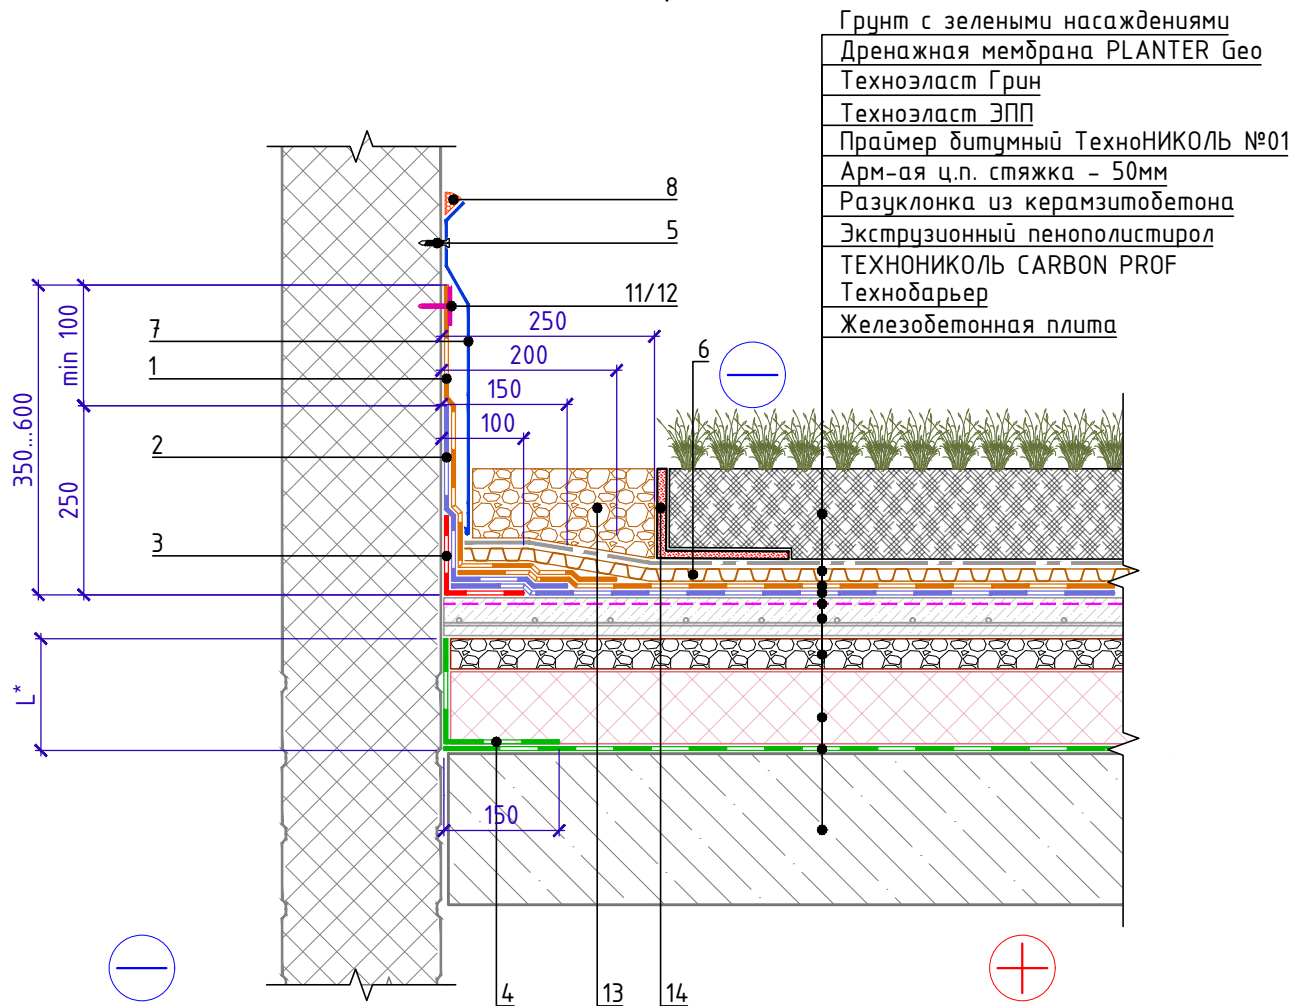 Грунт с зелеными насаждениями
Дренажная мембрана PLANTER Geo
Техноэласт Грин
Техноэласт ЭПП
Праймер битумный ТехноНИКОЛЬ №01
Арм-ая ц.п. стяжка - 50мм
Разуклонка из керамзитобетона
Экструзионный пенополистирол
ТЕХНОНИКОЛЬ CARBON PROF
Технобарьер
Железобетонная плита
8
5
11/12
7
250
6
200
1
150
100
2
3
min 100
350...600
250
L*
150
4
13
14